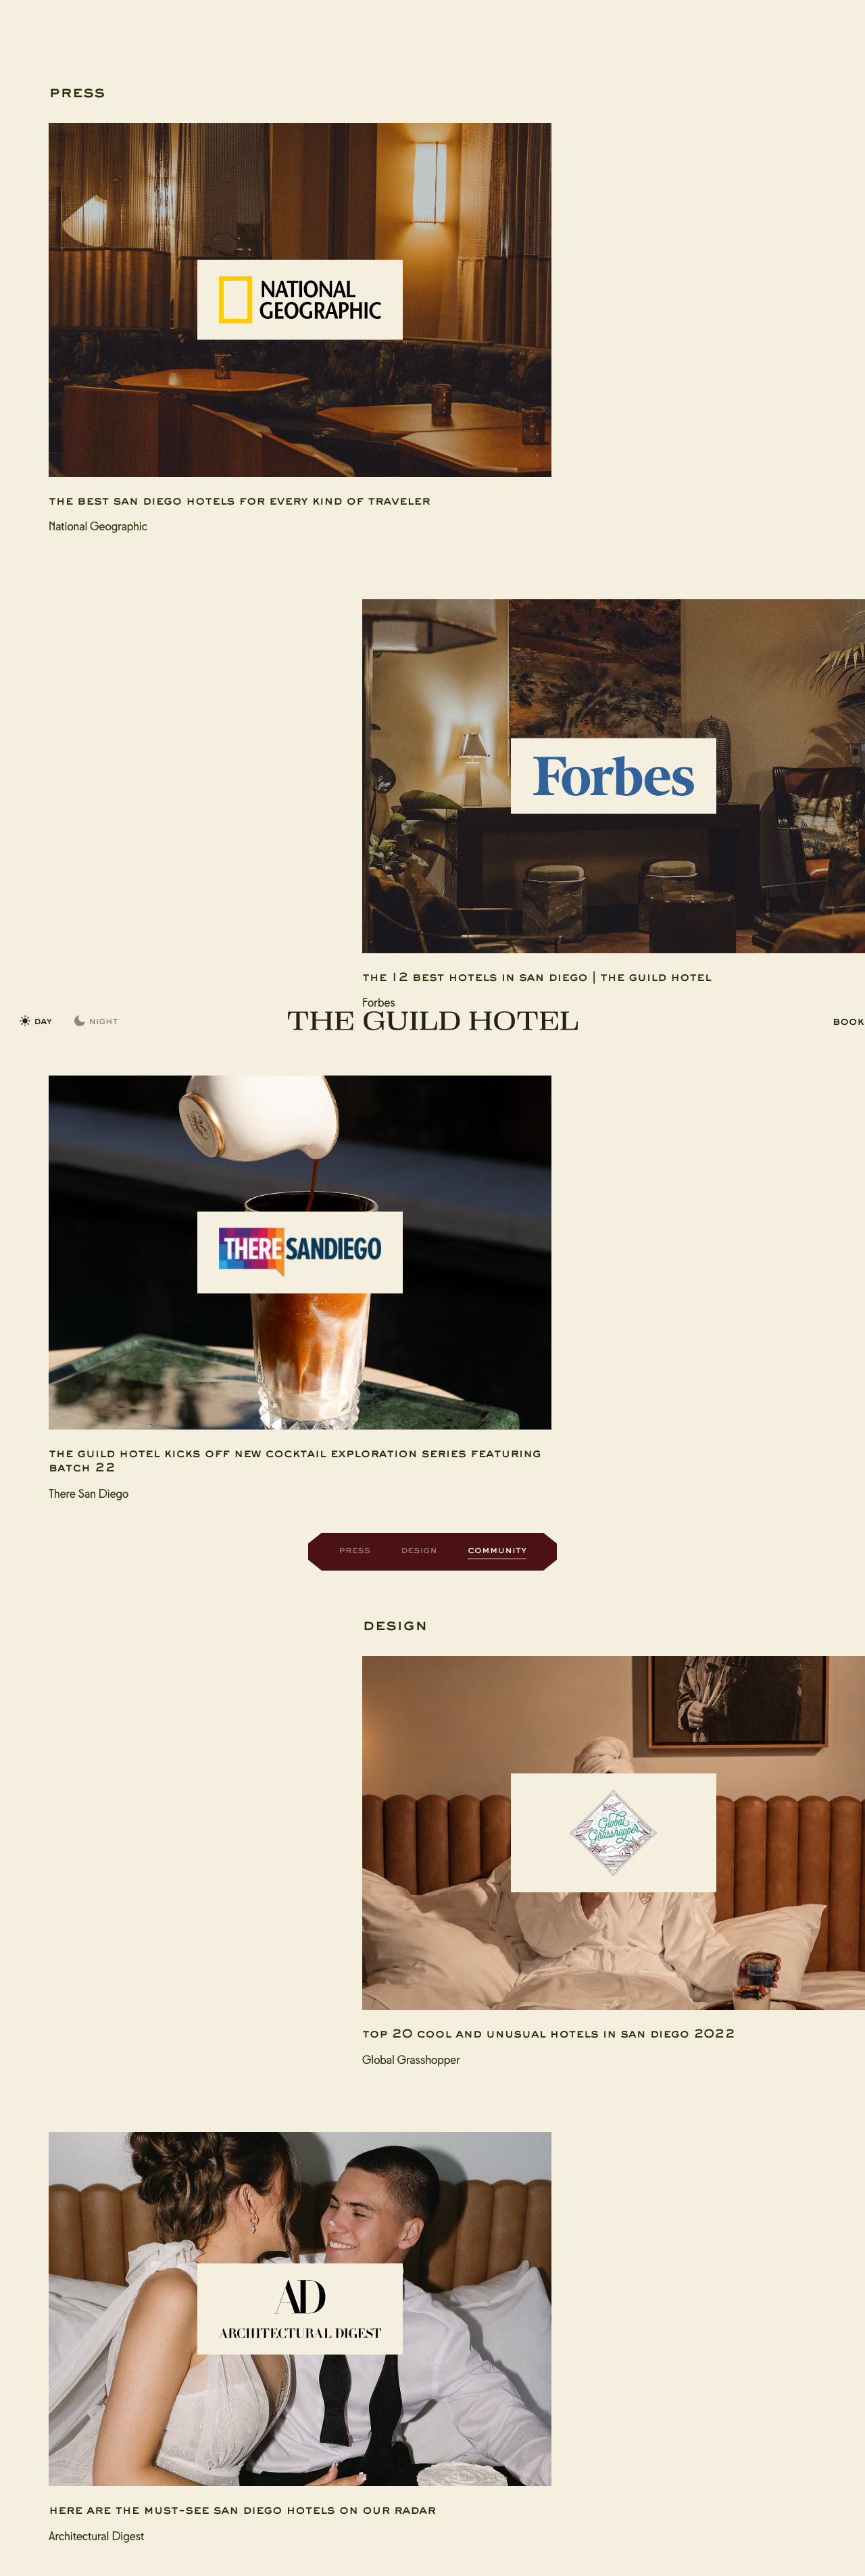 PRESS
NATIONAL
GEOGRAPHIC
THE BEST SAN DIEGO HOTELS FOR EVERY KIND OF TRAVELER
National Geographic
Forbes
THE 12 BEST HOTELS IN SAN DIEGO | THE GUILD HOTEL
Forbes
DAY
NIGHT
THE GUILD HOTEL
BOOK
THERE SANDIEGO
THE GUILD HOTEL KICKS OFF NEW COCKTAIL EXPLORATION SERIES FEATURING
BATCH 22
There San Diego
PRESS
DESIGN
COMMUNITY
DESIGN
Global
Grasshopper
TOP 20 COOL AND UNUSUAL HOTELS IN SAN DIEGO 2022
Global Grasshopper
AD
ARCHITECTURAL DIGEST
HERE ARE THE MUST-SEE SAN DIEGO HOTELS ON OUR RADAR
Architectural Digest